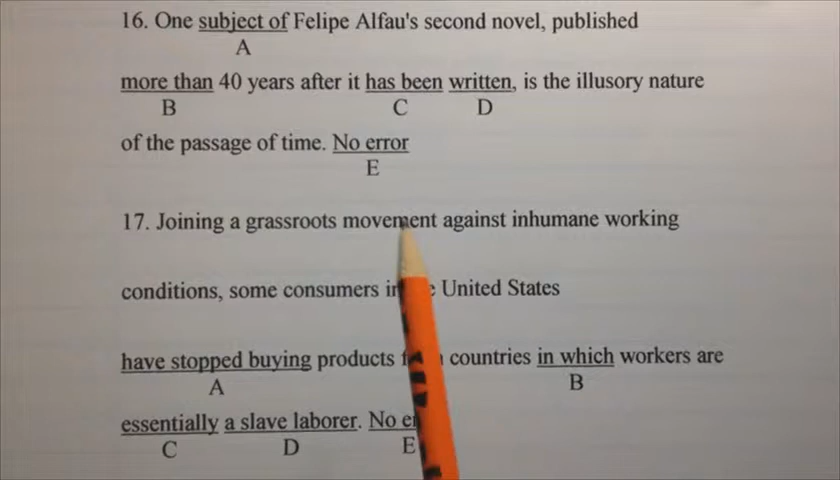 16. One subject of Felipe Alfau's second novel, published
A
more than 40 years after it has been written, is the illusory nature
B C D
of the passage of time. No error
E
17. Joining a grassroots movement against inhumane working
conditions, some consumers United States
have stopped buying products countries in which workers are
A B
essentially a slave laborer. No
C D E